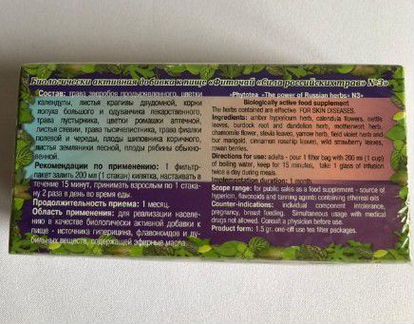 Биологически активная добавка к пище «Фиточай «Сила российских трав» №3»
Состав: трава зверобоя продырявленного, цветки
календулы, листья крапивы двудомной, корни
лопуха большого и одуванчика лекарственного,
трава пустырника, цветки ромашки аптечной,
листья стевии, трава тысячелистника, трава фиалки
полевой и череды, плоды шиповника коричного,
листья земляники лесной, плоды рябины обыкно-
венной.
Рекомендации по применению: 1 фильтр-
пакет залить 200 мл (1 стакан) кипятка, настаивать в
течение 15 минут, принимать взрослым по 1 стака-
ну 2 раза в день во время еды
Продолжительность приема: 1 месяц.
Область применения: для реализации населе-
нию в качестве биологически активной добавки к
пище - источника гиперицина, флавоноидов и ду-
бильных веществ, содержащей эфирные масла.
«Phytotea «The power of Russian herbs» N3»
Biologically active food supplement
The herbs contained are effective FOR SKIN DISEASES.
Ingredients: amber hypericum herb, calendula flowers,
nettle leaves, burdock root and dandelion herb, motherwort herb,
chamomile flower, stevia leaves, yarrow herb, field violet herb and
bur marigold, cinnamon rosehip leaves, wild strawberry leaves,
Directions for use: adults - pour 1 filter bag with 200 ml (1 cup)
of boiling water, keep for 15 minutes, take 1 glass of infusion
twice a day during meals.
Scope range: for public sales as a food supplement - source of
hyperion, flavonoids and tanning agents containing ethereal oils
Counter-indications: individual component intolerance,
pregnancy, breast feeding. Simultaneous usage with medical
drugs not allowed. Consult a physician before use.
Product form: 1.5 gr. one-off use tea filter packages.